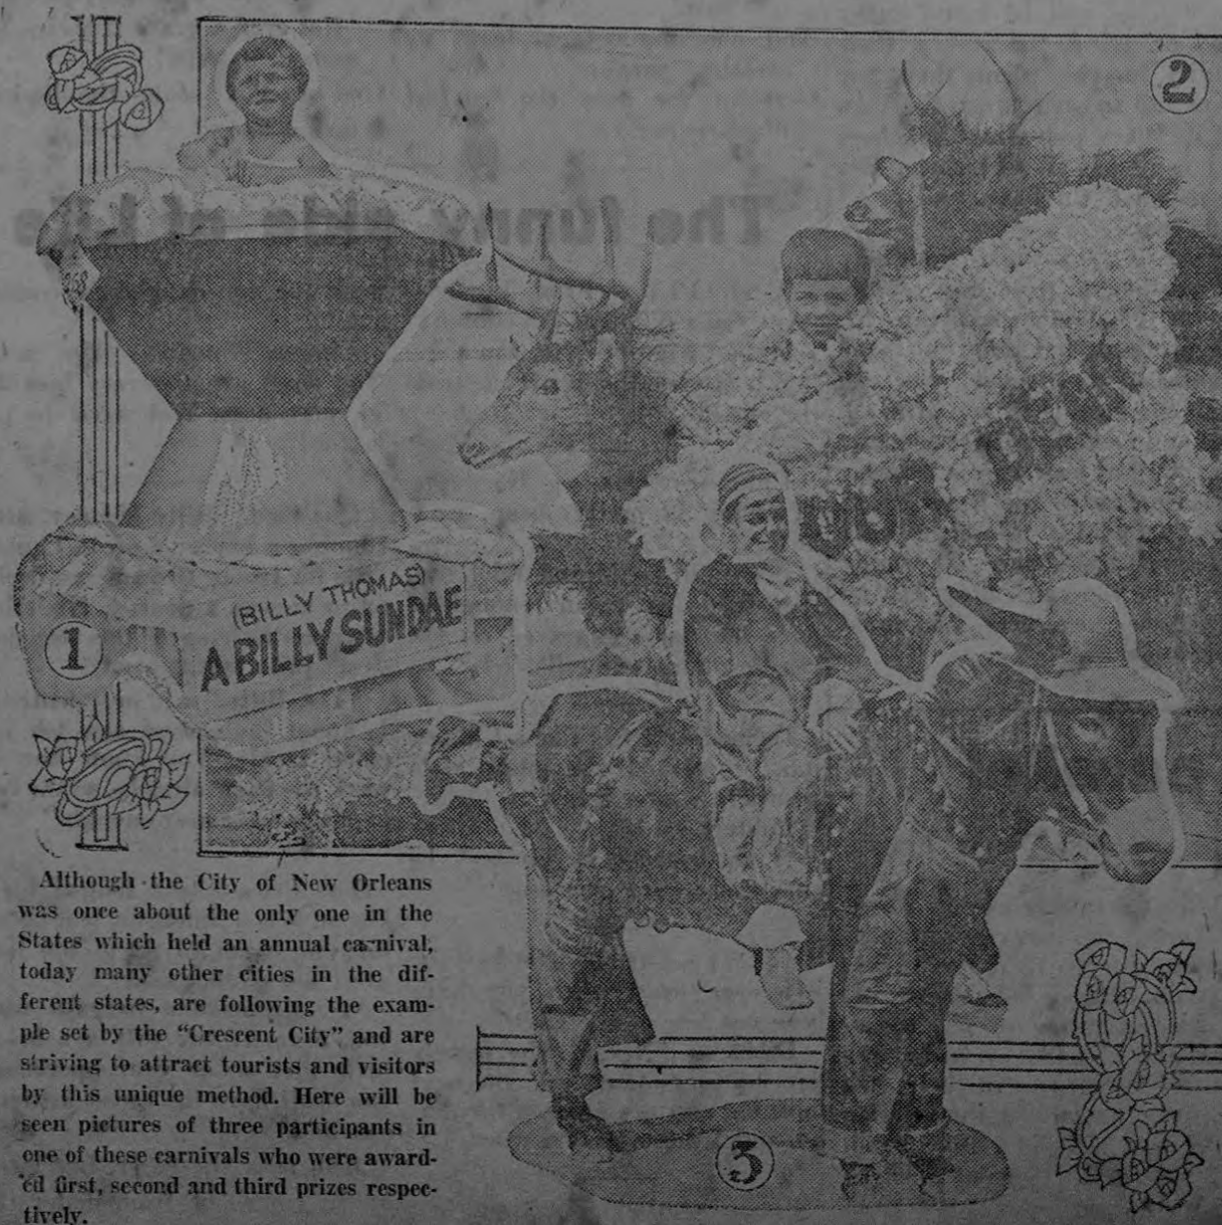 2
(BILLY THOMAS)
A BILLY SUNDAE
1
3
Although the City of New Orleans
was once about the only one in the
States which held an annual carnival,
today many other cities in the dif-
ferent states, are following the exam-
ple set by the "Crescent City" and are
striving to attract tourists and visitors
by this unique method. Here will be
seen pictures of three participants in
one of these carnivals who were award-
ed first, second and third prizes respec-
tively.